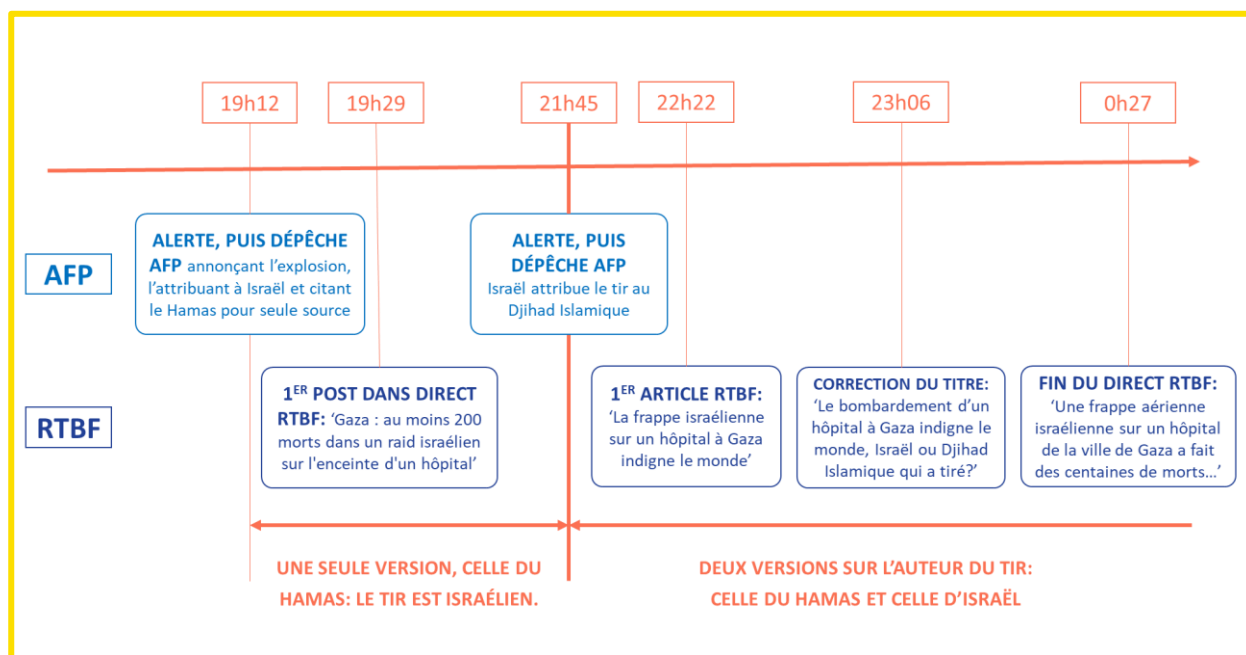 19h12
19h29
21h45
22h22
23h06
0h27
AFP
ALERTE, PUIS DÉPÊCHE
AFP annonçant l’explosion,
l’attribuant à Israël et citant
le Hamas pour seule source
ALERTE, PUIS
DÉPÊCHE AFP
Israël attribue le tir au
Djihad Islamique
RTBF
1ER POST DANS DIRECT
RTBF: ‘Gaza : au moins 200
morts dans un raid israélien
sur l'enceinte d'un hôpital’
1ER ARTICLE RTBF:
‘La frappe israélienne
sur un hôpital à Gaza
indigne le monde’
CORRECTION DU TITRE:
‘Le bombardement d’un
hôpital à Gaza indigne le
monde, Israël ou Djihad
Islamique qui a tiré?’
FIN DU DIRECT RTBF:
‘Une frappe aérienne
israélienne sur un hôpital
de la ville de Gaza a fait
des centaines de morts…’
UNE SEULE VERSION, CELLE DU
HAMAS: LE TIR EST ISRAÉLIEN.
DEUX VERSIONS SUR L’AUTEUR DU TIR:
CELLE DU HAMAS ET CELLE D’ISRAËL